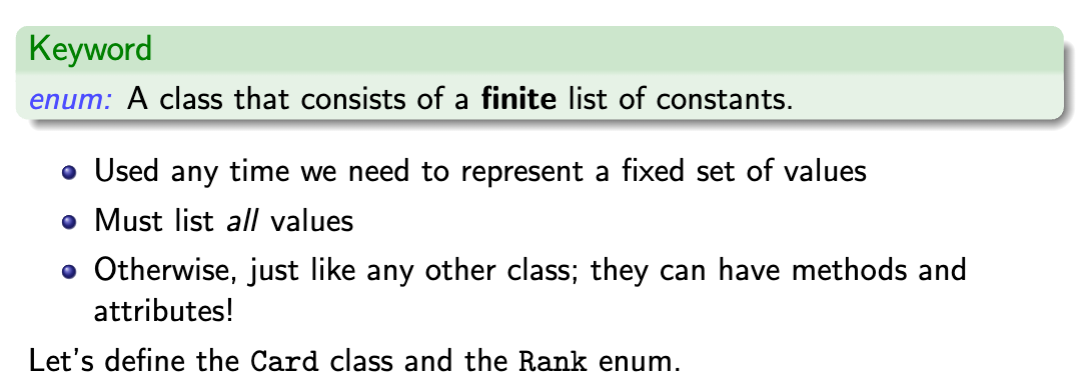 Keyword
enum: A class that consists of a finite list of constants.
Used any time we need to represent a fixed set of values
Must list all values
Otherwise, just like any other class; they can have methods and
attributes!
Let's define the Card class and the Rank enum.